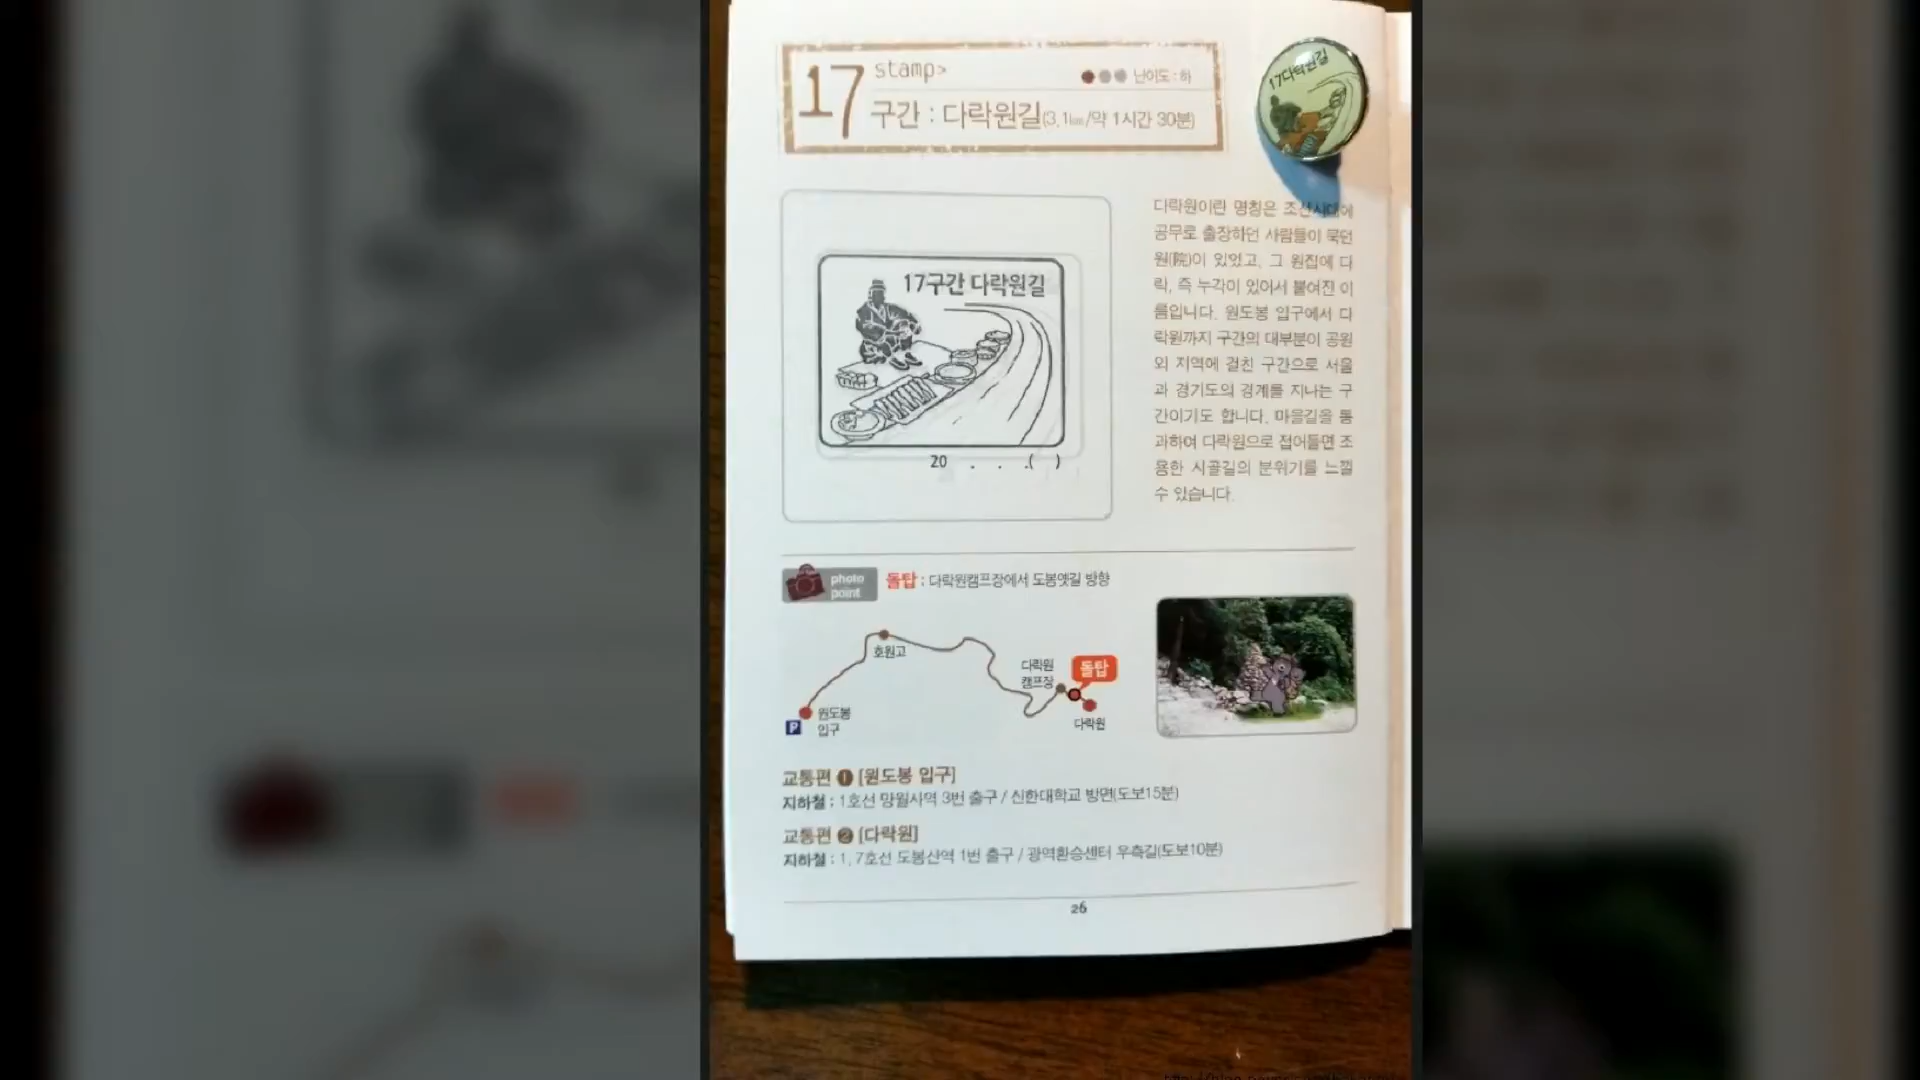 17
stamp>
난이도 : 하
구간 : 다락원길(3.1㎞/약 1시간 30분)
17다락원길
17구간 다락원길
20 . . .( )
다락원이란 명칭은 조선시대에
공무로 출장하던 사람들이 묵던
원(院)이 있었고, 그 원집에 다
락, 즉 누각이 있어서 붙여진 이
름입니다. 원도봉 입구에서 다
락원까지 구간의 대부분이 공원
외 지역에 걸친 구간으로 서울
과 경기도의 경계를 지나는 구
간이기도 합니다. 마을길을 통
과하여 다락원으로 접어들면 조
용한 시골길의 분위기를 느낄
수 있습니다.
photo
point
돌탑 : 다락원캠프장에서 도봉옛길 방향
호원고
다락원
캠프장
돌탑
다락원
원도봉
입구
P
교통편 ❶ [원도봉 입구]
지하철 : 1호선 망월사역 3번 출구 / 신한대학교 방면(도보15분)
교통편 ❷ [다락원]
지하철 : 1, 7호선 도봉산역 1번 출구 / 광역환승센터 우측길(도보10분)
26